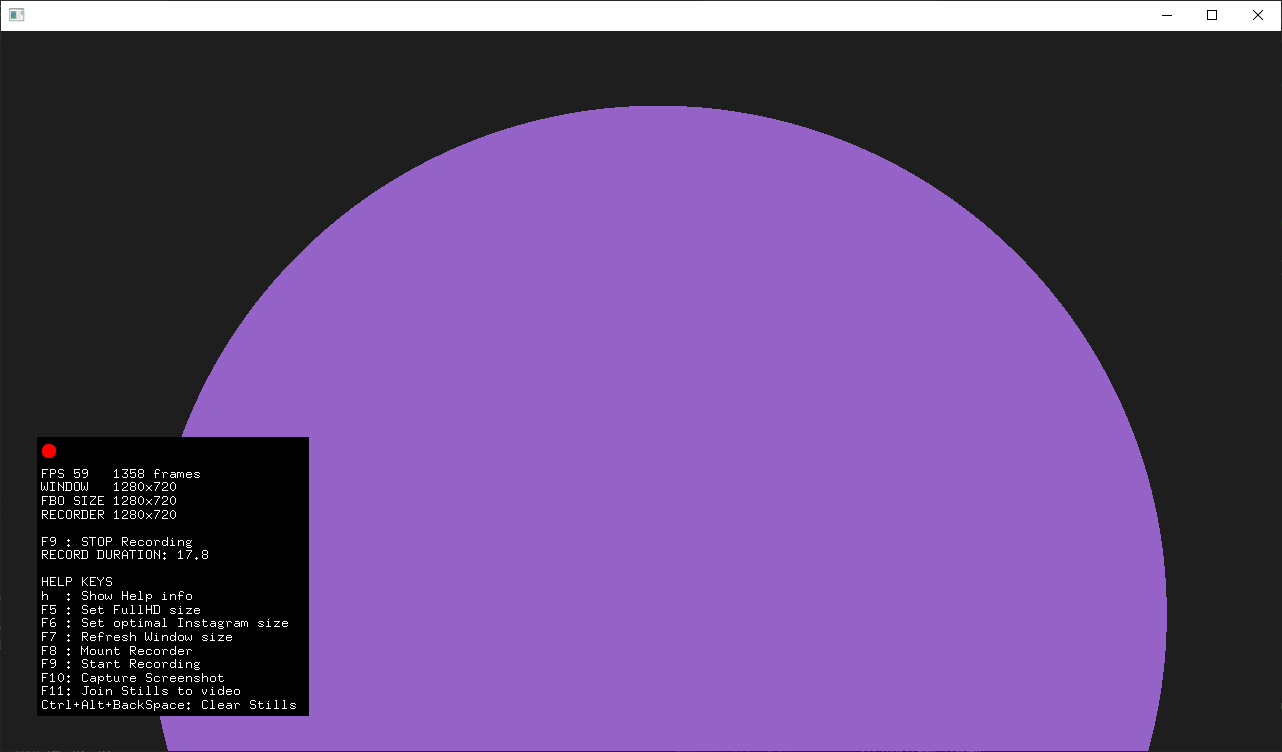 FPS 59   1358 frames
WINDOW   1280x720
FBO SIZE 1280x720
RECORDER 1280x720
F9 : STOP Recording
RECORD DURATION: 17.8
HELP KEYS
h  : Show Help info
F5 : Set FullHD size
F6 : Set optimal Instagram size
F7 : Refresh Window size
F8 : Mount Recorder
F9 : Start Recording
F10: Capture Screenshot
F11: Join Stills to video
Ctrl+Alt+BackSpace: Clear Stills